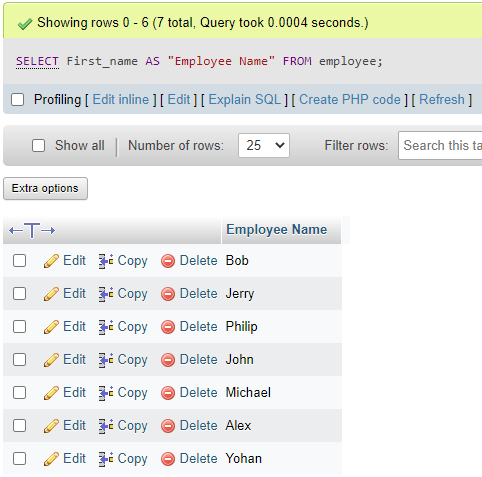 Showing rows 0 - 6 (7 total, Query took 0.0004 seconds.)
SELECT First_name AS "Employee Name" FROM employee;
Profiling [ Edit inline ] [ Edit ] [ Explain SQL ] [ Create PHP code ] [ Refresh ]
Show all Number of rows: 25 Filter rows: Search this ta
Extra options
←T→ Employee Name
Edit Copy Delete Bob
Edit Copy Delete Jerry
Edit Copy Delete Philip
Edit Copy Delete John
Edit Copy Delete Michael
Edit Copy Delete Alex
Edit Copy Delete Yohan